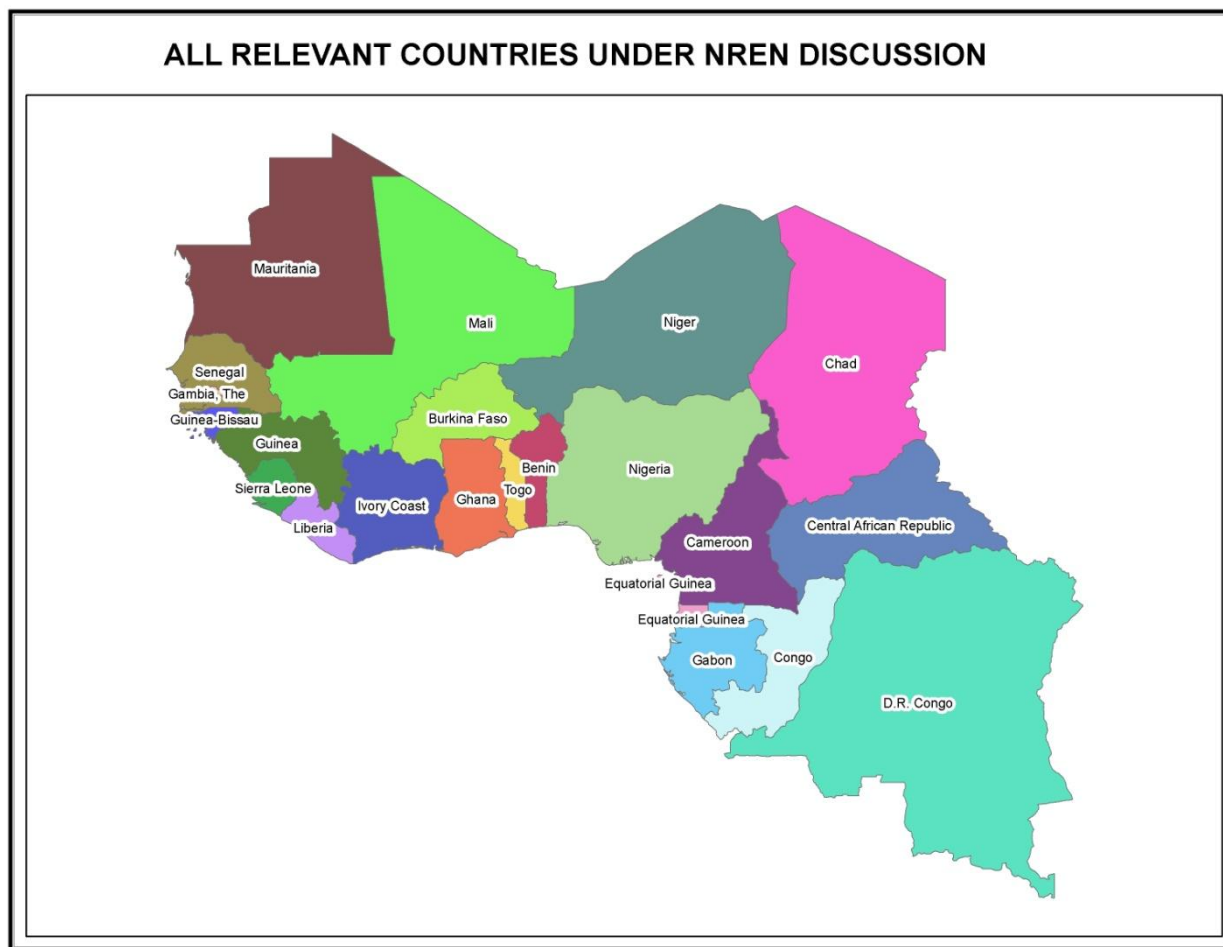 ALL RELEVANT COUNTRIES UNDER NREN DISCUSSION
Mauritania
Mali
Niger
Chad
Senegal
Gambia, The
Guinea-Bissau
Guinea
Burkina Faso
Sierra Leone
Liberia
Ivory Coast
Ghana
Togo
Benin
Nigeria
Cameroon
Central African Republic
Equatorial Guinea
Equatorial Guinea
Gabon
Congo
D.R. Congo